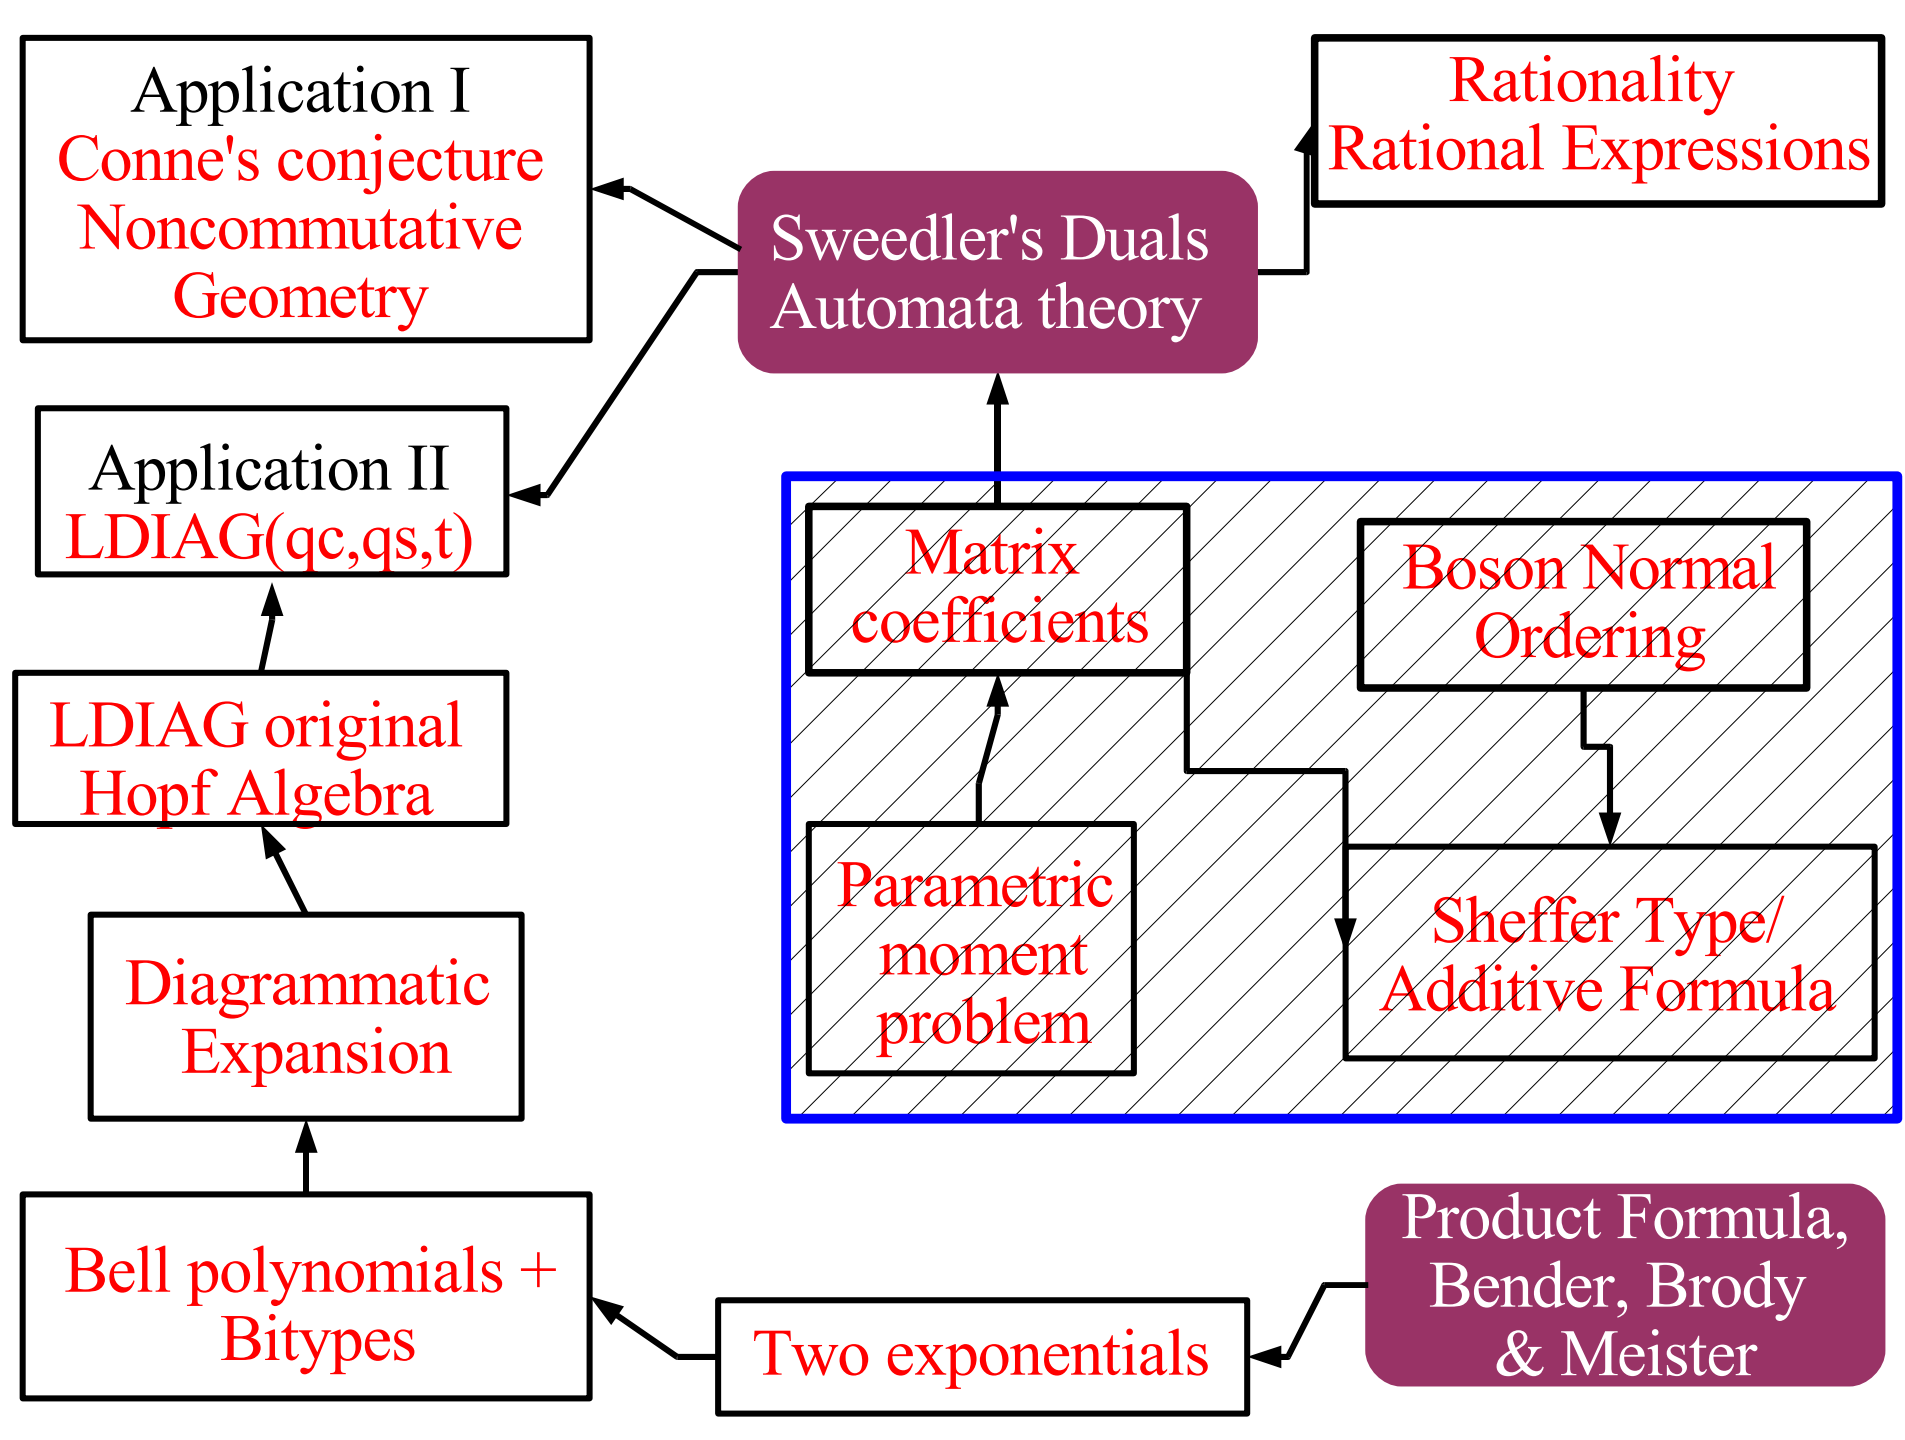 Application I
Conne's conjecture
Noncommutative
Geometry
Rationality
Rational Expressions
Sweedler's Duals
Automata theory
Application II
LDIAG(qc,qs,t)
Matrix
coefficients
Boson Normal
Ordering
LDIAG original
Hopf Algebra
Parametric
moment
problem
Sheffer Type/
Additive Formula
Diagrammatic
Expansion
Bell polynomials +
Bitypes
Two exponentials
Product Formula,
Bender, Brody
& Meister